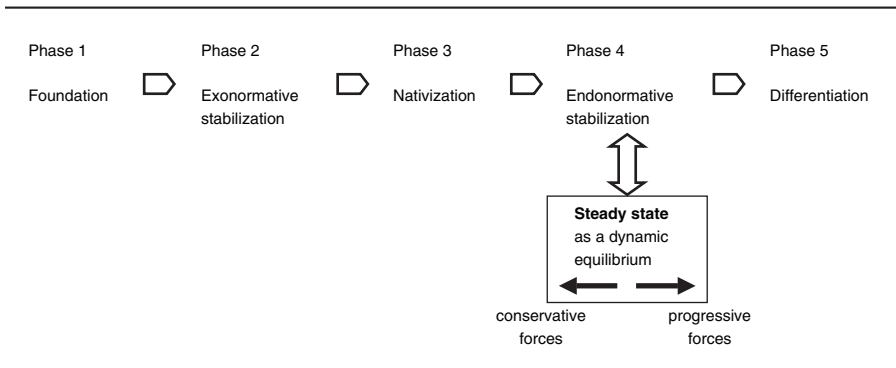 Phase 1
Foundation
Phase 2
Exonormative
stabilization
Phase 3
Nativization
Phase 4
Endonormative
stabilization
Phase 5
Differentiation
Steady state
as a dynamic
equilibrium
conservative
forces
progressive
forces